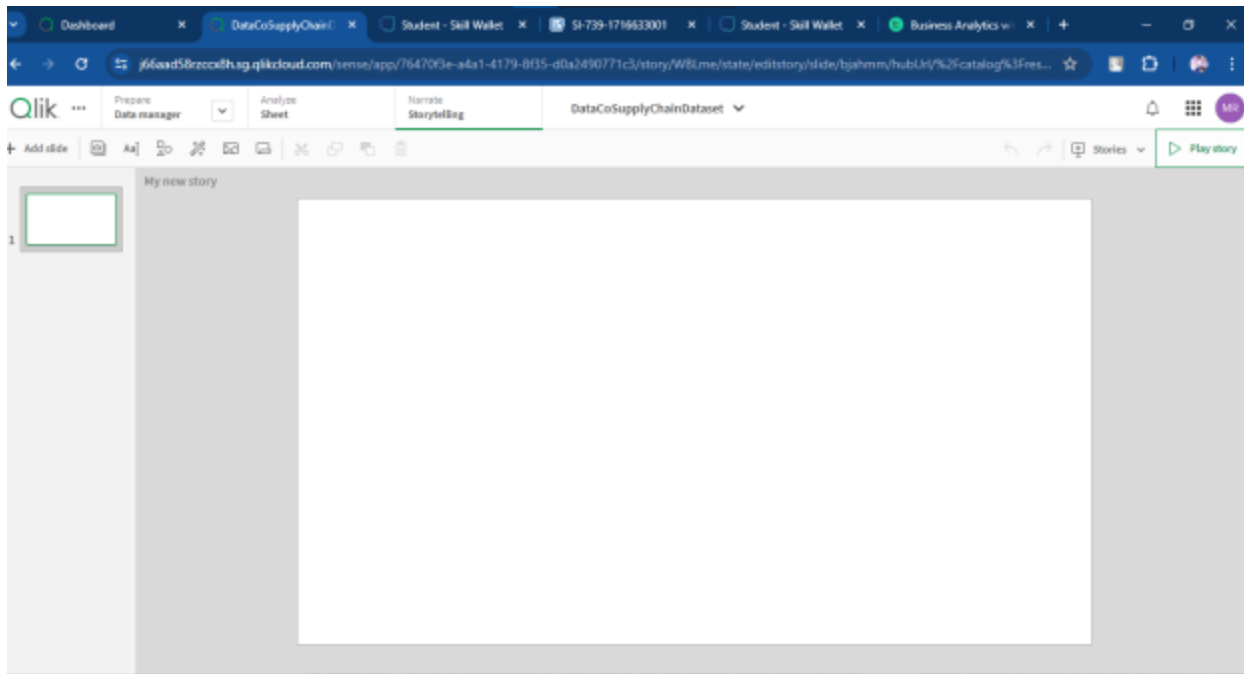 Dashboard
DataCoSupplyChainD
Student - Skill Wallet
SI-739-1716633001
Student - Skill Wallet
Business Analytics wi
j66aad58rzccx8h.sg.qlikcloud.com/sense/app/76470f3e-a4a1-4179-8f35-d0a2490771c3/story/W8Lme/state/editstory/slide/bjahmm/hubUrl/%2Fcatalog%3Fres...
Qlik ...
Prepare
Data manager
Analyze
Sheet
Narrate
Storytelling
DataCoSupplyChainDataset
MR
+ Add slide
Aa
Stories
Play story
My new story
1